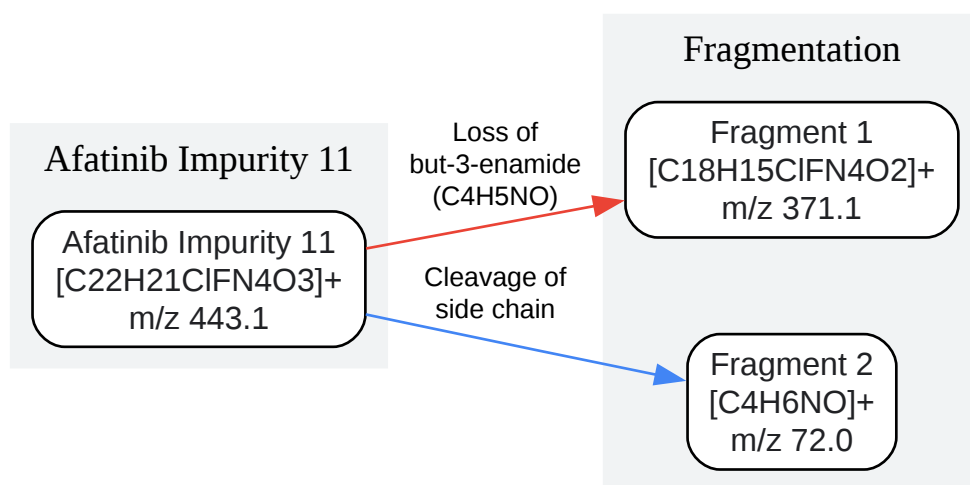 Fragmentation
Afatinib Impurity 11
Afatinib Impurity 11
[C22H21ClFN4O3]+
m/z 443.1
Loss of
but-3-enamide
(C4H5NO)
Cleavage of
side chain
Fragment 1
[C18H15ClFN4O2]+
m/z 371.1
Fragment 2
[C4H6NO]+
m/z 72.0